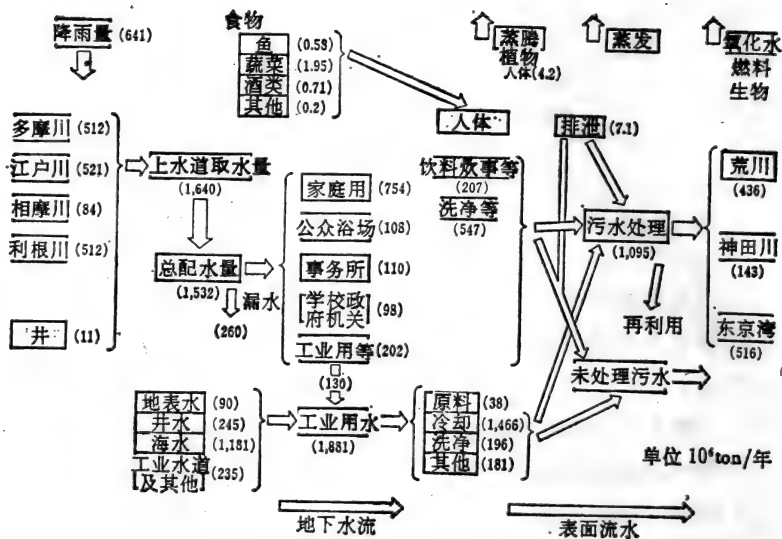 降雨量 (641)
食物
鱼 (0.53)
蔬菜 (1.95)
酒类 (0.71)
其他 (0.2)
蒸腾
植物
人体(4.2)
蒸发
氧化水
燃料
生物
多摩川 (512)
江户川 (521)
相摩川 (84)
利根川 (512)
井 (11)
上水道取水量
(1,640)
总配水量
(1,532)
漏水
(260)
家庭用 (754)
公众浴场 (108)
事务所 (110)
[学校政
府机关] (98)
工业用等 (202)
(130)
人体
排泄 (7.1)
饮料炊事等
(207)
洗净等
(547)
污水处理
(1,095)
再利用
未处理污水
荒川
(436)
神田川
(143)
东京湾
(516)
地表水 (90)
井水 (245)
海水 (1,181)
[工业水道
及其他] (235)
工业用水
(1,881)
原料 (38)
冷却 (1,466)
洗净 (196)
其他 (181)
单位 10⁶ton/年
地下水流
表面流水